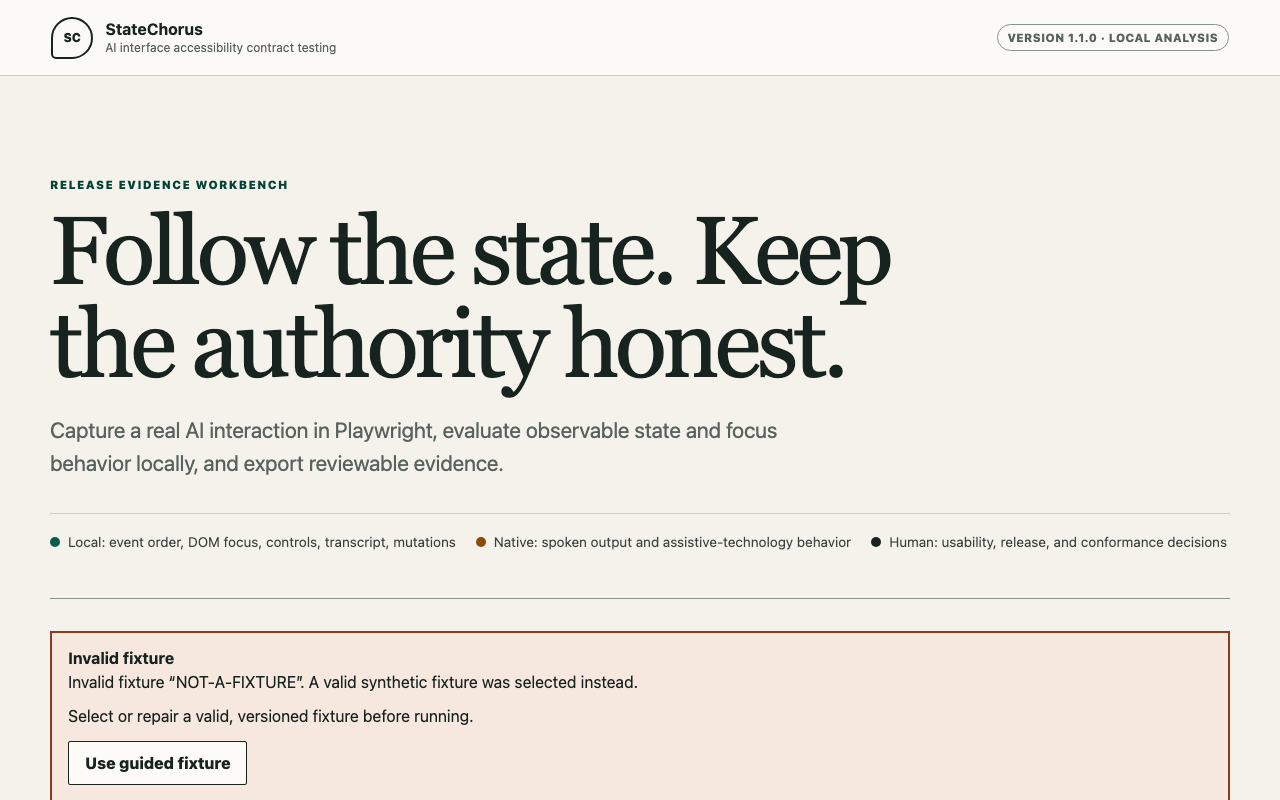 SC
StateChorus
AI interface accessibility contract testing
VERSION 1.1.0 · LOCAL ANALYSIS
RELEASE EVIDENCE WORKBENCH
Follow the state. Keep
the authority honest.
Capture a real AI interaction in Playwright, evaluate observable state and focus
behavior locally, and export reviewable evidence.
Local: event order, DOM focus, controls, transcript, mutations
Native: spoken output and assistive-technology behavior
Human: usability, release, and conformance decisions
Invalid fixture
Invalid fixture “NOT-A-FIXTURE”. A valid synthetic fixture was selected instead.
Select or repair a valid, versioned fixture before running.
Use guided fixture